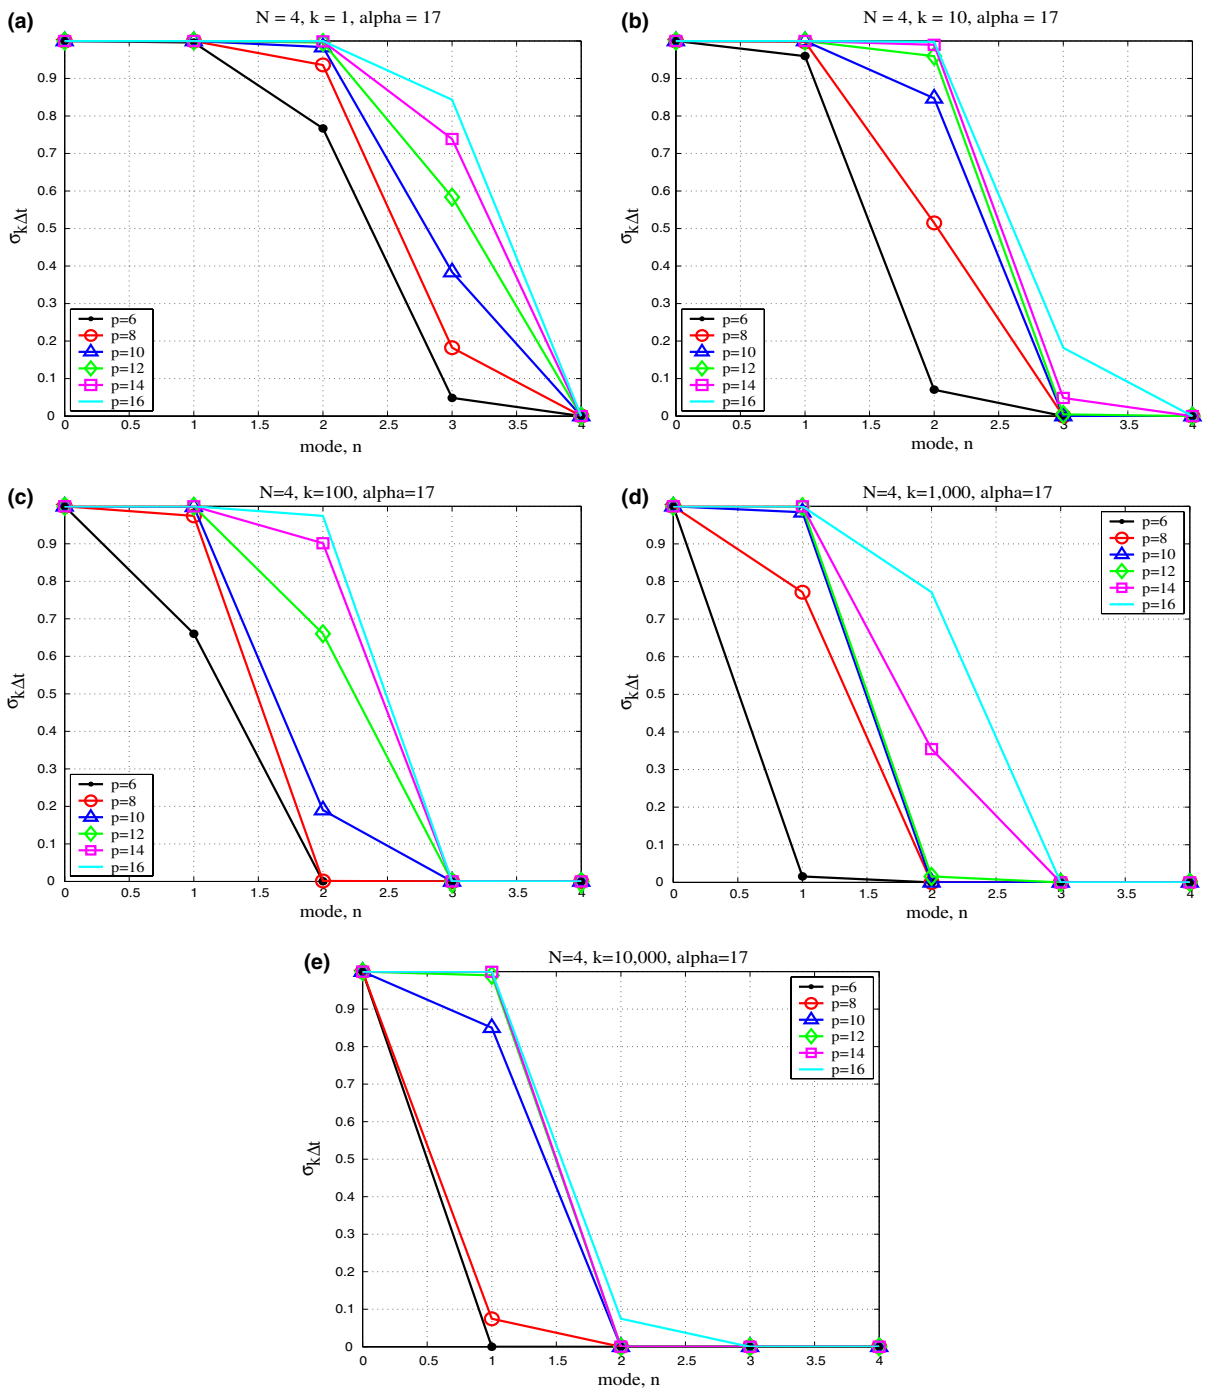 (a)
N = 4, k = 1, alpha = 17
0.9
0.8
0.7
0.6
0.5
0.4
0.3
0.2
0.1
0
σkΔt
p=6
p=8
p=10
p=12
p=14
p=16
0 0.5 1 1.5 2 2.5 3 3.5 4
mode, n
(b)
N = 4, k = 10, alpha = 17
0.9
0.8
0.7
0.6
0.5
0.4
0.3
0.2
0.1
0
σkΔt
p=6
p=8
p=10
p=12
p=14
p=16
0 0.5 1 1.5 2 2.5 3 3.5 4
mode, n
(c)
N=4, k=100, alpha=17
0.9
0.8
0.7
0.6
0.5
0.4
0.3
0.2
0.1
0
σkΔt
p=6
p=8
p=10
p=12
p=14
p=16
0 0.5 1 1.5 2 2.5 3 3.5 4
mode, n
(d)
N=4, k=1,000, alpha=17
0.9
0.8
0.7
0.6
0.5
0.4
0.3
0.2
0.1
0
σkΔt
p=6
p=8
p=10
p=12
p=14
p=16
0 0.5 1 1.5 2 2.5 3 3.5 4
mode, n
(e)
N=4, k=10,000, alpha=17
0.9
0.8
0.7
0.6
0.5
0.4
0.3
0.2
0.1
0
σkΔt
p=6
p=8
p=10
p=12
p=14
p=16
0 0.5 1 1.5 2 2.5 3 3.5 4
mode, n